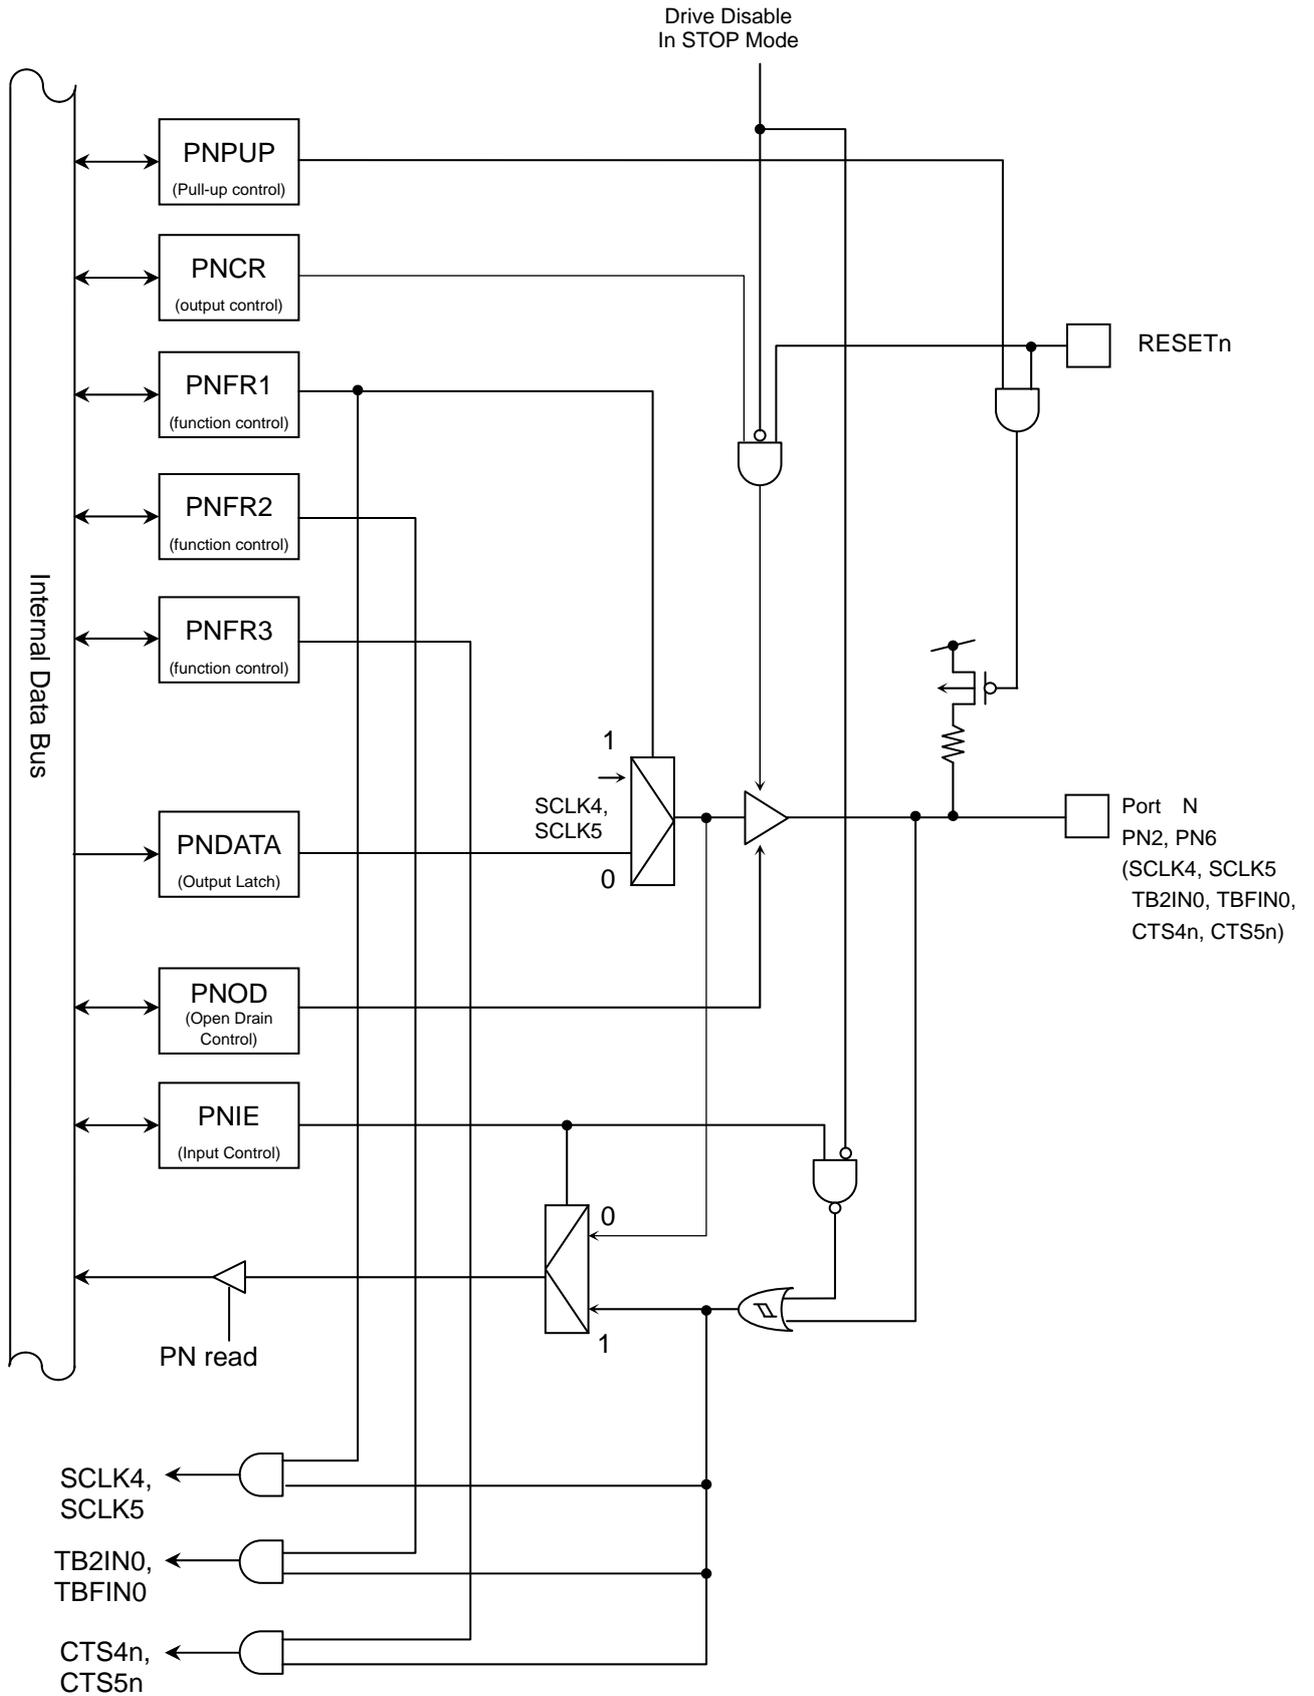 Drive Disable
In STOP Mode
PNPUP
(Pull-up control)
PNCR
(output control)
RESETn
PNFR1
(function control)
PNFR2
(function control)
Internal Data Bus
PNFR3
(function control)
1
SCLK4,
SCLK5
0
PNDATA
(Output Latch)
Port N
PN2, PN6
(SCLK4, SCLK5
TB2IN0, TBFIN0,
CTS4n, CTS5n)
PNOD
(Open Drain
Control)
PNIE
(Input Control)
0
1
PN read
SCLK4,
SCLK5
TB2IN0,
TBFIN0
CTS4n,
CTS5n